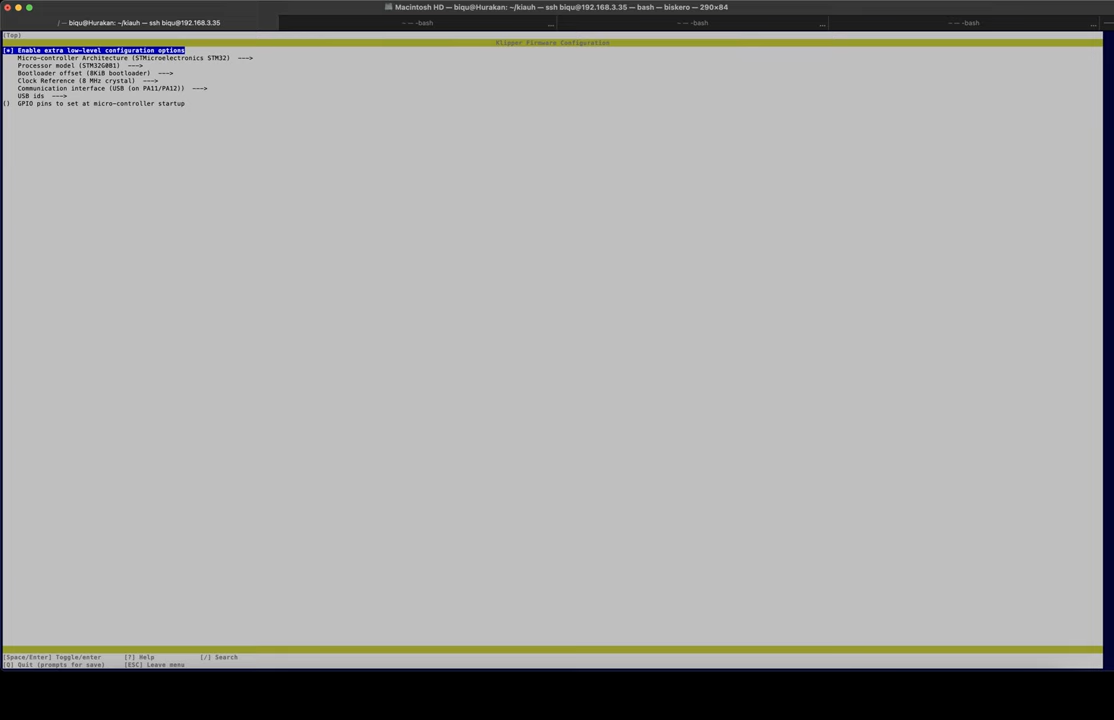 Macintosh HD — biqu@Hurakan: ~/kiauh — ssh biqu@192.168.3.35 — bash — biskero — 290×84
/ — biqu@Hurakan: ~/kiauh — ssh biqu@192.168.3.35
~ — -bash
...
~ — -bash
...
~ — -bash
...
(Top)
Klipper Firmware Configuration
[*] Enable extra low-level configuration options
Micro-controller Architecture (STMicroelectronics STM32) --->
Processor model (STM32G0B1) --->
Bootloader offset (8KiB bootloader) --->
Clock Reference (8 MHz crystal) --->
Communication interface (USB (on PA11/PA12)) --->
USB ids --->
() GPIO pins to set at micro-controller startup
[Space/Enter] Toggle/enter [?] Help [/] Search
[Q] Quit (prompts for save) [ESC] Leave menu